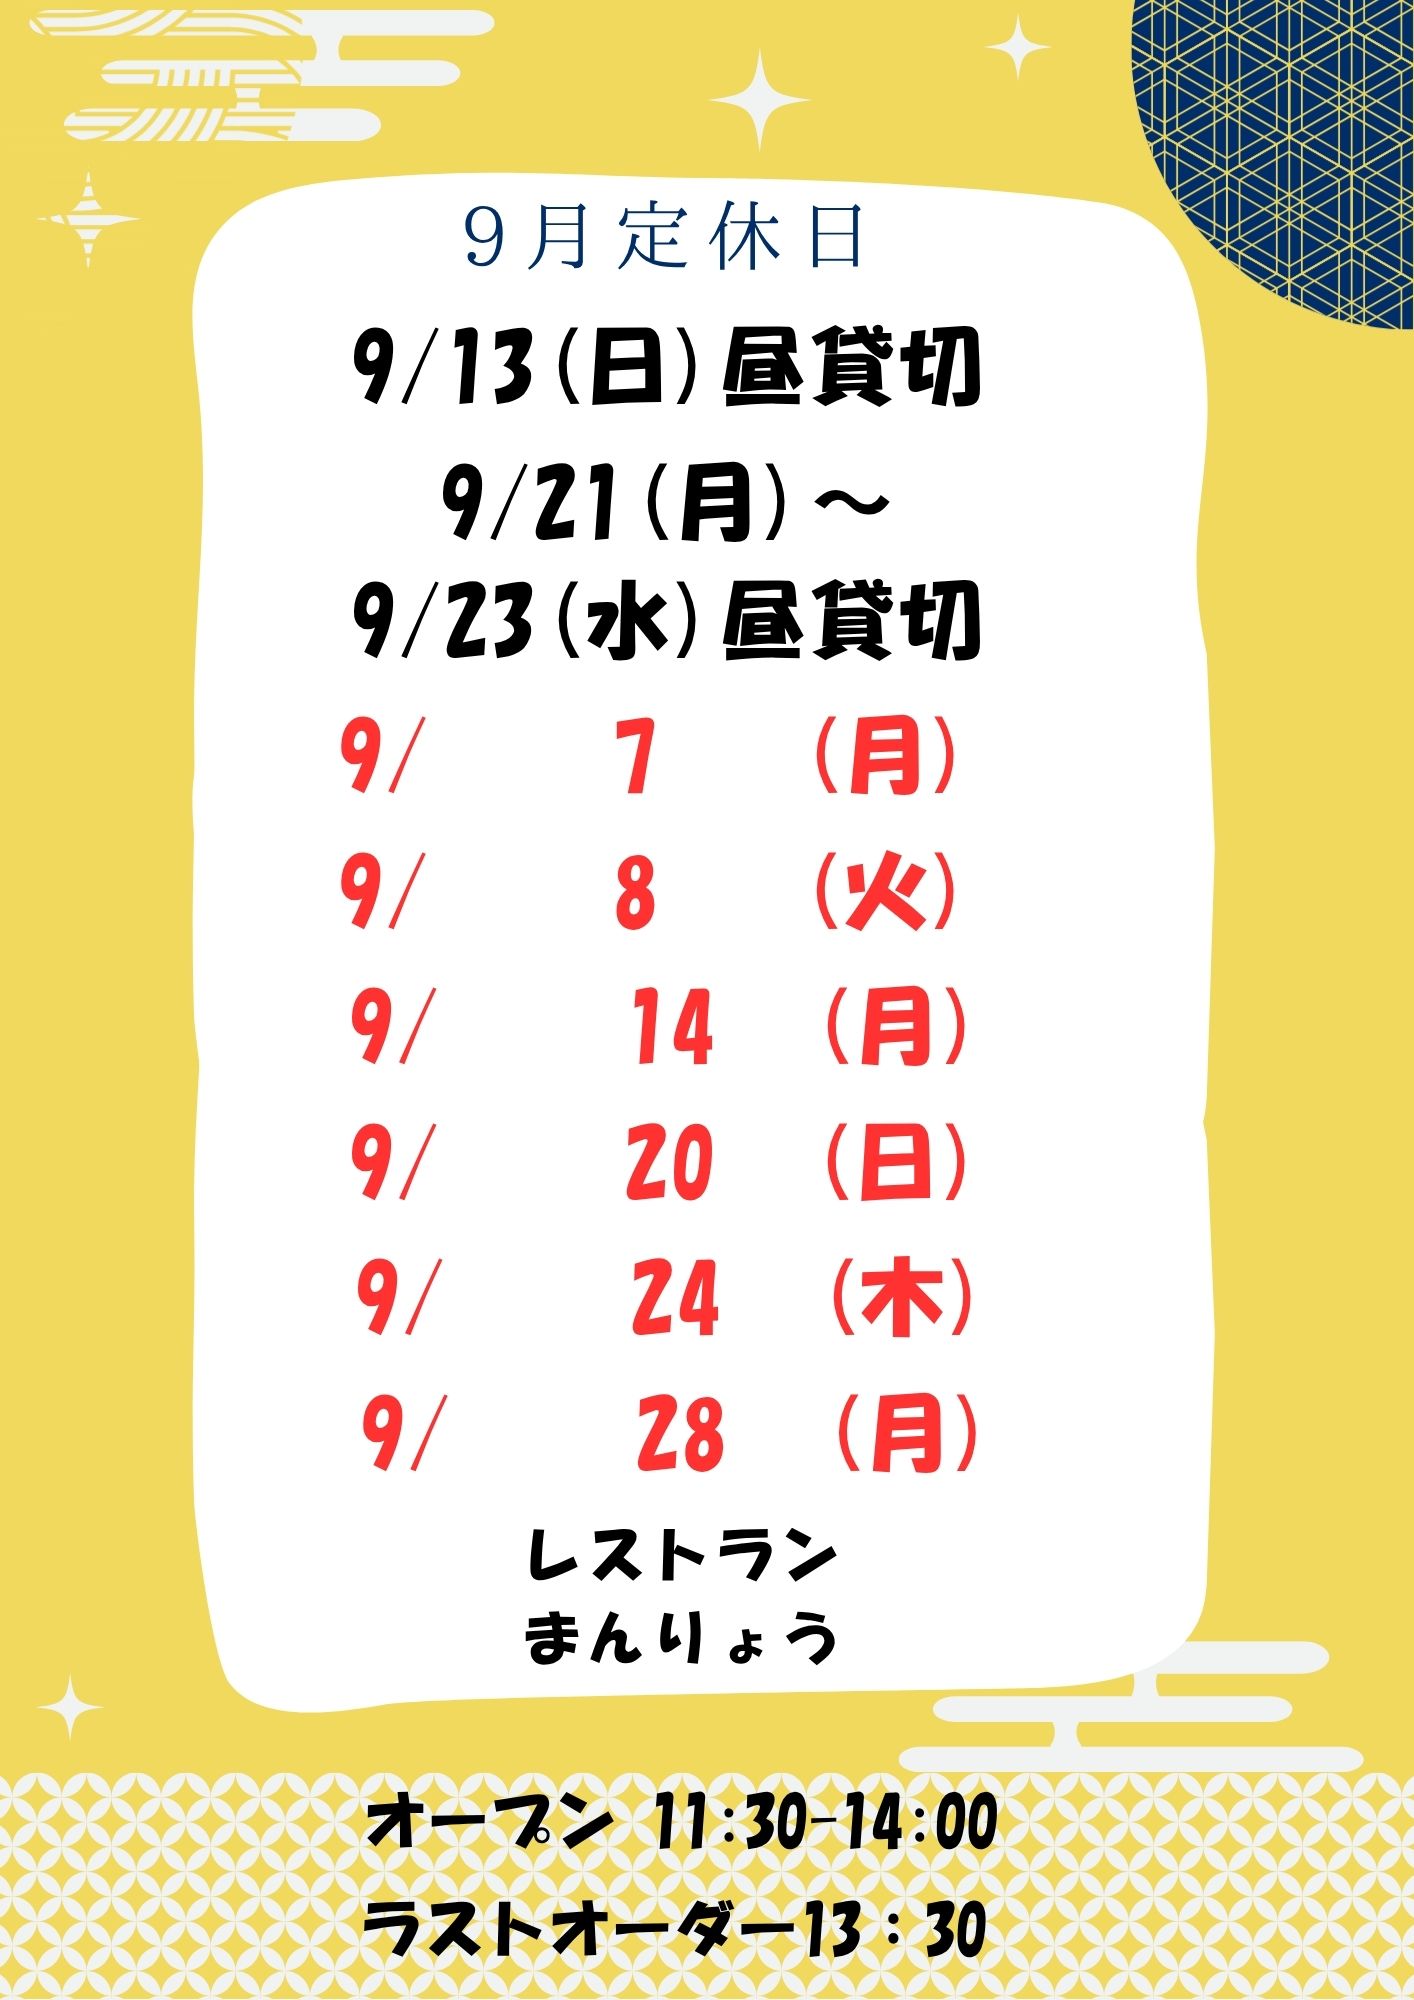 9月定休日
9/13(日)昼貸切
9/21(月)～
9/23(水)昼貸切
9/ 7 (月)
9/ 8 (火)
9/ 14 (月)
9/ 20 (日)
9/ 24 (木)
9/ 28 (月)
レストラン
まんりょう
オープン 11:30-14:00
ラストオーダー13：30